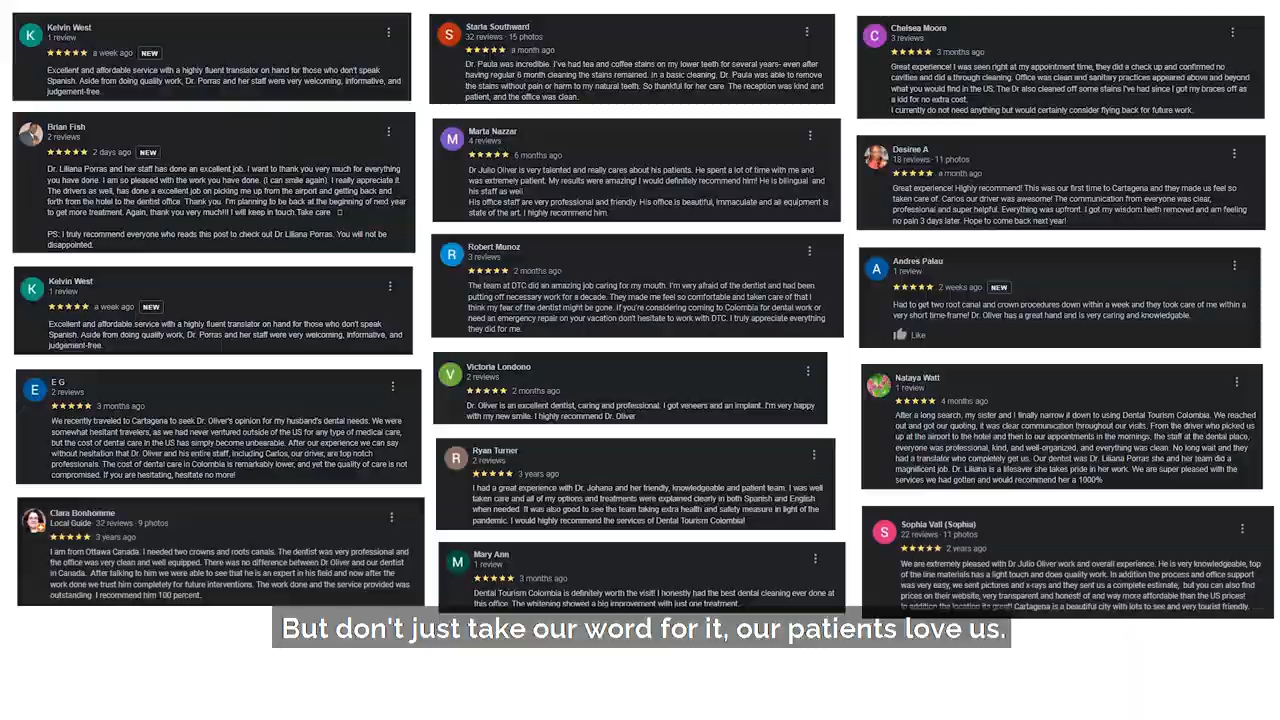 Kelvin West
1 review
a week ago NEW
Excellent and affordable service with a highly fluent translator on hand for those who don't speak
Spanish. Aside from doing quality work, Dr. Porras and her staff were very welcoming, informative, and
judgement-free.
Brian Fish
2 reviews
2 days ago NEW
Dr. Liliana Porras and her staff has done an excellent job. I want to thank you very much for everything
you have done. I am so pleased with the work you have done. (I can smile again). I really appreciate it.
The drivers as well, has done a excellent job on picking me up from the airport and getting back and
forth from the hotel to the dentist office. Thank you. I'm planning to be back at the beginning of next year
to get more treatment. Again, thank you very much!!! I will keep in touch.Take care
PS: I truly recommend everyone who reads this post to check out Dr Liliana Porras. You will not be
disappointed.
K
Kelvin West
1 review
a week ago NEW
Excellent and affordable service with a highly fluent translator on hand for those who don't speak
Spanish. Aside from doing quality work, Dr. Porras and her staff were very welcoming, informative, and
judgement-free.
E
E G
2 reviews
3 months ago
We recently traveled to Cartagena to seek Dr. Oliver's opinion for my husband's dental needs. We were
somewhat hesitant travelers, as we had never ventured outside of the US for any type of medical care,
but the cost of dental care in the US has simply become unbearable. After our experience we can say
without hesitation that Dr. Oliver and his entire staff, including Carlos, our driver, are top notch
professionals. The cost of dental care in Colombia is remarkably lower, and yet the quality of care is not
compromised. If you are hesitating, hesitate no more!
Clara Bonhomme
Local Guide · 32 reviews · 9 photos
3 years ago
I am from Ottawa Canada. I needed two crowns and roots canals. The dentist was very professional and
the office was very clean and well equipped. There was no difference between Dr Oliver and our dentist
in Canada. After talking to him we were able to see that he is an expert in his field and now after the
work done we trust him completely for future interventions. The work done and the service provided was
outstanding I recomend him 100 percent.
S
Starla Southward
32 reviews · 15 photos
a month ago
Dr. Paula was incredible. I've had tea and coffee stains on my lower teeth for several years- even after
having regular 6 month cleaning the stains remained. In a basic cleaning, Dr. Paula was able to remove
the stains without pain or harm to my natural teeth. So thankful for her care. The reception was kind and
patient, and the office was clean.
M
Marta Nazzar
4 reviews
6 months ago
Dr Julio Oliver is very talented and really cares about his patients. He spent a lot of time with me and
was extremely patient. My results were amazing! I would definitely recommend him! He is bilingual and
his staff as well
His office staff are very professional and friendly. His office is beautiful, immaculate and all equipment is
state of the art. I highly recommend him.
R
Robert Munoz
3 reviews
2 months ago
The team at DTC did an amazing job caring for my mouth. I'm very afraid of the dentist and had been
putting off necessary work for a decade. They made me feel so comfortable and taken care of that I
think my fear of the dentist might be gone. If you're considering coming to Colombia for dental work or
need an emergency repair on your vacation don't hesitate to work with DTC. I truly appreciate everything
they did for me.
V
Victoria Londono
2 reviews
2 months ago
Dr. Oliver is an excellent dentist, caring and professional. I got veneers and an implant. I'm very happy
with my new smile. I highly recommend Dr. Oliver
R
Ryan Turner
2 reviews
3 years ago
I had a great experience with Dr. Johana and her friendly, knowledgeable and patient team. I was well
taken care and all of my options and treatments were explained clearly in both Spanish and English
when needed. It was also good to see the team taking extra health and safety measure in light of the
pandemic. I would highly recommend the services of Dental Tourism Colombia!
M
Mary Ann
1 review
3 months ago
Dental Tourism Colombia is definitely worth the visit! I honestly had the best dental cleaning ever done at
this office. The whitening showed a big improvement with just one treatment.
C
Chelsea Moore
3 reviews
3 months ago
Great experience! I was seen right at my appointment time, they did a check up and confirmed no
cavities and did a through cleaning. Office was clean and sanitary practices appeared above and beyond
what you would find in the US. The Dr also cleaned off some stains I've had since I got my braces off as
a kid for no extra cost.
I currently do not need anything but would certainly consider flying back for future work.
Desiree A
18 reviews · 11 photos
a month ago
Great experience! Highly recommend! This was our first time to Cartagena and they made us feel so
taken care of. Carlos our driver was awesome! The communication from everyone was clear,
professional and super helpful. Everything was upfront. I got my wisdom teeth removed and am feeling
no pain 3 days later. Hope to come back next year!
A
Andres Palau
1 review
2 weeks ago NEW
Had to get two root canal and crown procedures down within a week and they took care of me within a
very short time-frame! Dr. Oliver has a great hand and is very caring and knowledgable.
Like
Nataya Watt
1 review
4 months ago
After a long search, my sister and I finally narrow it down to using Dental Tourism Colombia. We reached
out and got our quoting, it was clear communication throughout our visits. From the driver who picked us
up at the airport to the hotel and then to our appointments in the mornings, the staff at the dental place,
everyone was professional, kind, and well-organized, and everything was clean. No long wait and they
had a translator who completely get us. Our dentist was Dr. Liliana Porras she and her team did a
magnificent job. Dr. Liliana is a lifesaver she takes pride in her work. We are super pleased with the
services we had gotten and would recommend her a 1000%
S
Sophia Vall (Sophia)
22 reviews · 11 photos
2 years ago
We are extremely pleased with Dr Julio Oliver work and overall experience. He is very knowledgeable, top
of the line materials has a light touch and does quality work. In addition the process and office support
was very easy, we sent pictures and x-rays and they sent us a complete estimate, but you can also find
prices on their website, very transparent and honest! of and way more affordable than the US prices!
In addition the location its great! Cartagena is a beautiful city with lots to see and very tourist friendly.
But don't just take our word for it, our patients love us.